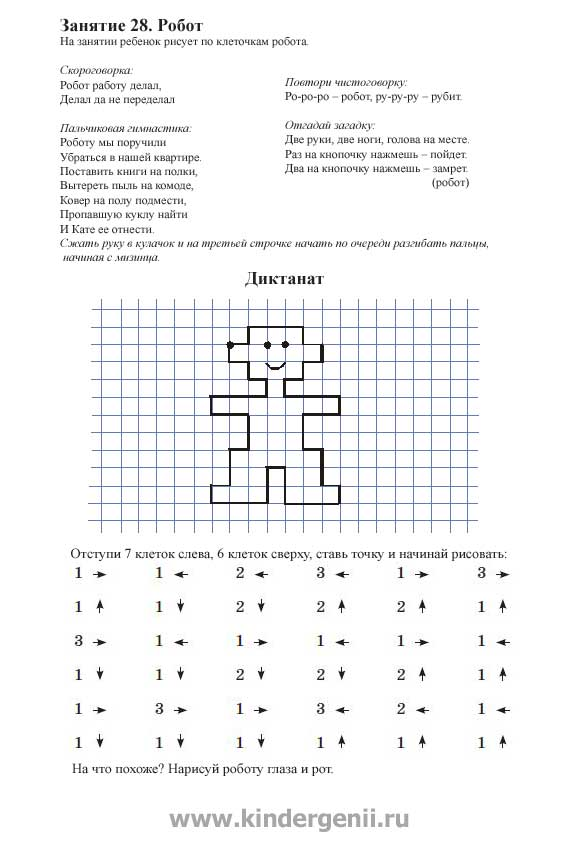 Занятие 28. Робот
На занятии ребенок рисует по клеточкам робота.
Скороговорка:
Робот работу делал,
Делал да не переделал
Пальчиковая гимнастика:
Роботу мы поручили
Убраться в нашей квартире.
Поставить книги на полки,
Вытереть пыль на комоде,
Ковер на полу подмести,
Пропавшую куклу найти
И Кате ее отнести.
Повтори чистоговорку:
Ро-ро-ро – робот, ру-ру-ру – рубит.
Отгадай загадку:
Две руки, две ноги, голова на месте.
Раз на кнопочку нажмешь – пойдет.
Два на кнопочку нажмешь – замрет.
(робот)
Сжать руку в кулачок и на третьей строчке начать по очереди разгибать пальцы,
начиная с мизинца.
Диктанат
Отступи 7 клеток слева, 6 клеток сверху, ставь точку и начинай рисовать:
1 → 1 ← 2 ← 3 ← 1 → 3 →
1 ↑ 1 ↓ 2 ↓ 2 ↑ 2 ↑ 1 ↑
3 → 1 ← 1 → 1 ← 1 → 1 ←
1 ↓ 1 ↓ 2 ↓ 2 ↓ 2 ↑ 1 ↑
1 → 3 → 1 → 3 ← 2 ← 1 ←
1 ↓ 1 ↓ 1 ↓ 1 ↑ 1 ↑ 1 ↑
На что похоже? Нарисуй роботу глаза и рот.
www.kindergenii.ru